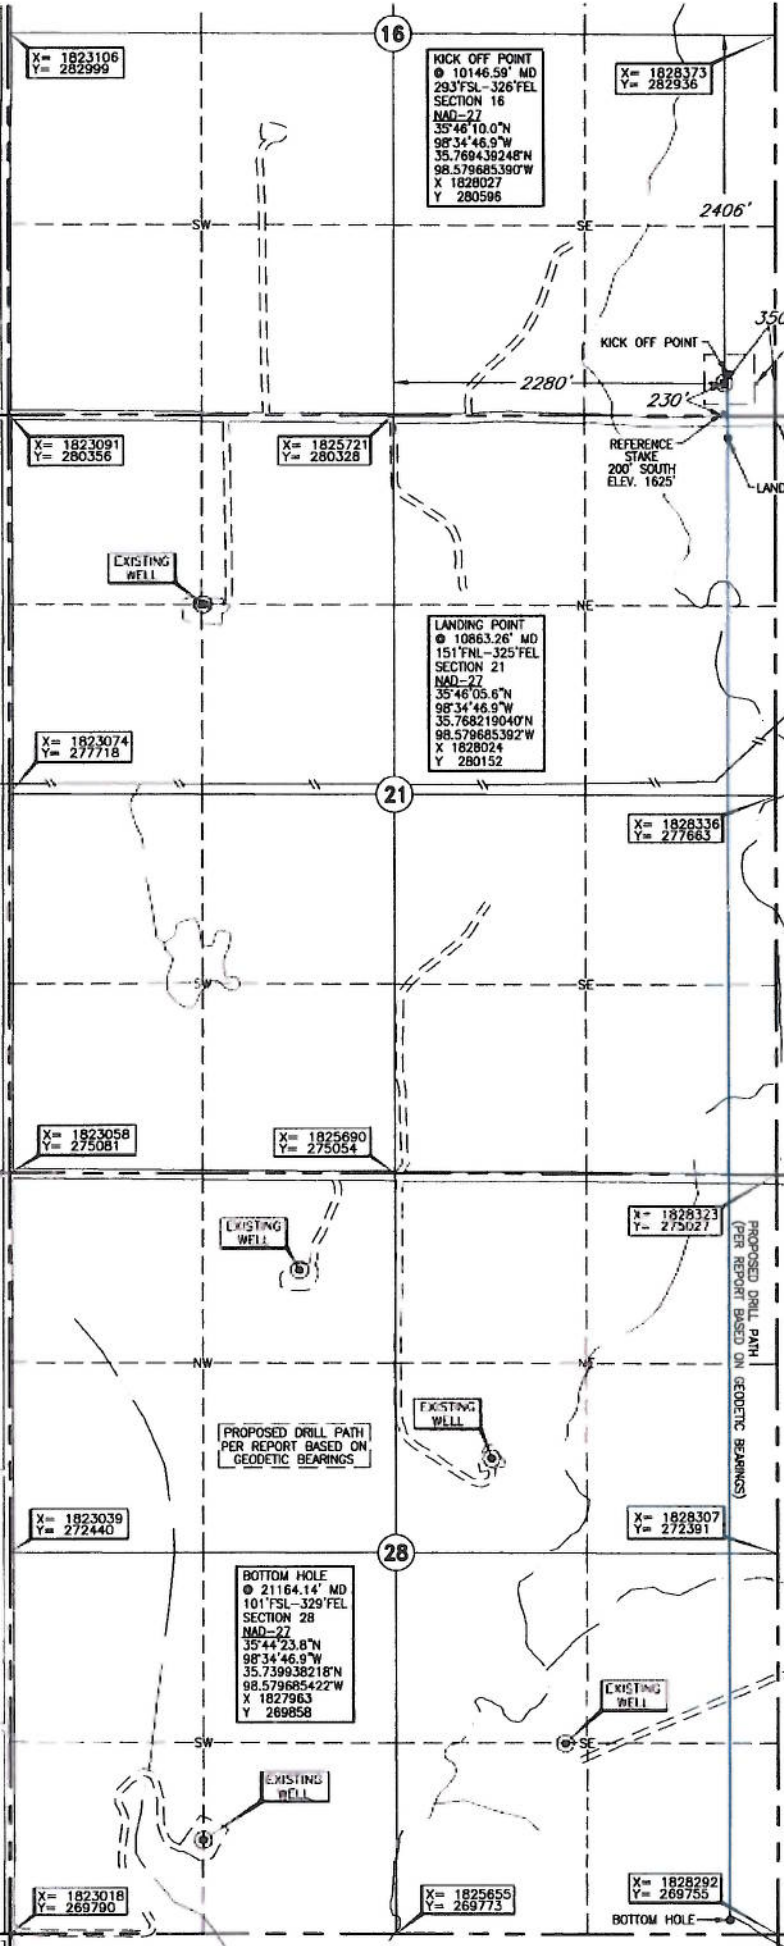 16
X= 1823106
Y= 282999
KICK OFF POINT
@ 10146.59' MD
293'FSL-326'FEL
SECTION 16
NAD-27
35°46'10.0"N
98°34'46.9"W
35.769439248°N
98.579685390°W
X 1828027
Y 280596
X= 1828373
Y= 282936
SW
SE
2406'
350
KICK OFF POINT
2280'
230'
X= 1823091
Y= 280356
X= 1825721
Y= 280328
REFERENCE
STAKE
200' SOUTH
ELEV. 1625'
LAND
EXISTING
WELL
NE
LANDING POINT
@ 10863.26' MD
151'FNL-325'FEL
SECTION 21
NAD-27
35°46'05.6"N
98°34'46.9"W
35.768219040°N
98.579685392°W
X 1828024
Y 280152
X= 1823074
Y= 277718
21
X= 1828336
Y= 277663
SW
SE
X= 1823058
Y= 275081
X= 1825690
Y= 275054
EXISTING
WELL
X= 1828323
Y= 275027
PROPOSED DRILL PATH
(PER REPORT BASED ON GEODETIC BEARINGS)
NW
NE
EXISTING
WELL
PROPOSED DRILL PATH
PER REPORT BASED ON
GEODETIC BEARINGS
X= 1823039
Y= 272440
X= 1828307
Y= 272391
28
BOTTOM HOLE
@ 21164.14' MD
101'FSL-329'FEL
SECTION 28
NAD-27
35°44'23.8"N
98°34'46.9"W
35.739938218°N
98.579685422°W
X 1827963
Y 269858
EXISTING
WELL
SW
SE
EXISTING
WELL
X= 1823018
Y= 269790
X= 1825655
Y= 269773
X= 1828292
Y= 269755
BOTTOM HOLE